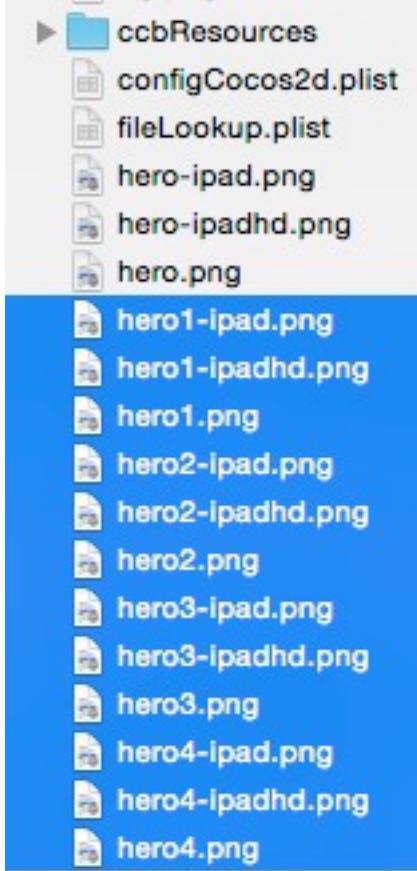 ccbResources
configCocos2d.plist
fileLookup.plist
hero-ipad.png
hero-ipadhd.png
hero.png
hero1-ipad.png
hero1-ipadhd.png
hero1.png
hero2-ipad.png
hero2-ipadhd.png
hero2.png
hero3-ipad.png
hero3-ipadhd.png
hero3.png
hero4-ipad.png
hero4-ipadhd.png
hero4.png